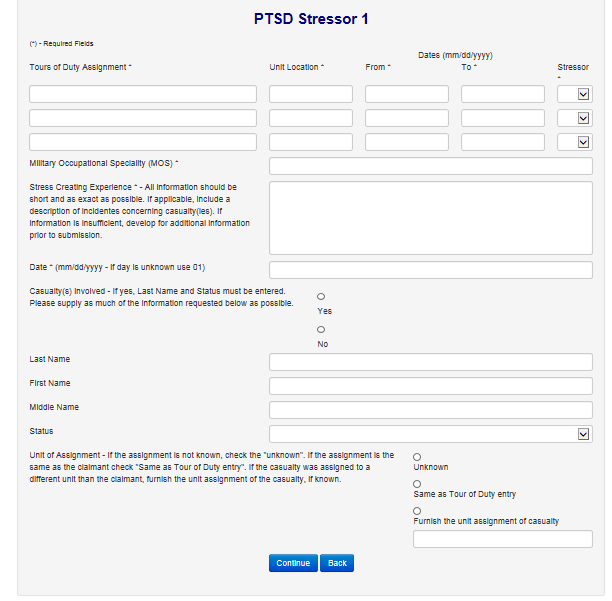 PTSD Stressor 1
(*) - Required Fields
Dates (mm/dd/yyyy)
Tours of Duty Assignment * Unit Location * From * To * Stressor *
Military Occupational Speciality (MOS) *
Stress Creating Experience * - All information should be
short and as exact as possible. If applicable, include a
description of incidentes concerning casualty(ies). If
information is insufficient, develop for additional information
prior to submission.
Date * (mm/dd/yyyy - If day is unknown use 01)
Casualty(s) Involved - If yes, Last Name and Status must be entered.
Please supply as much of the information requested below as possible.
Yes
No
Last Name
First Name
Middle Name
Status
Unit of Assignment - If the assignment is not known, check the "unknown". If the assignment is the
same as the claimant check "Same as Tour of Duty entry". If the casualty was assigned to a
different unit than the claimant, furnish the unit assignment of the casualty, if known.
Unknown
Same as Tour of Duty entry
Furnish the unit assignment of casualty
Continue Back